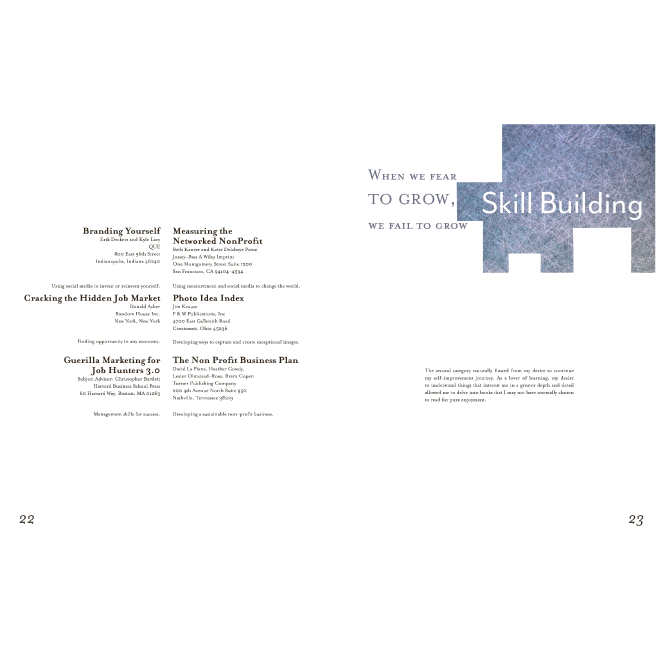 Branding Yourself
Erik Deckers and Kyle Lacy
QUE
800 East 96th Street
Indianapolis, Indiana 46240
Using social media to invent or reinvent yourself.
Cracking the Hidden Job Market
Donald Asher
Random House Inc.
New York, New York
Finding opportunity in any economy.
Guerilla Marketing for
Job Hunters 3.0
Subject Advisor: Christopher Bartlett
Harvard Business School Press
60 Harvard Way, Boston, MA 02163
Management skills for success.
Measuring the
Networked NonProfit
Beth Kanter and Katie Delahaye Paine
Jossey-Bass A Wiley Imprint
One Montgomery Street Suite 1200
San Francisco, CA 94104-4594
Using measurement and social media to change the world.
Photo Idea Index
Jim Krause
F & W Publications, Inc
4700 East Galbraith Road
Cincinnati, Ohio 45236
Developing ways to capture and create exceptional images.
The Non Profit Business Plan
David La Piana, Heather Gowdy,
Lester Olmstead-Rose, Brent Copen
Turner Publishing Company
200 4th Avenue North Suite 950
Nashville, Tennessee 37219
Developing a sustainable non-profit business.
22
When we fear
to grow,
we fail to grow
Skill Building
The second category naturally flowed from my desire to continue
my self-improvement journey. As a lover of learning, my desire
to understand things that interest me in a greater depth and detail
allowed me to delve into books that I may not have normally chosen
to read for pure enjoyment.
23